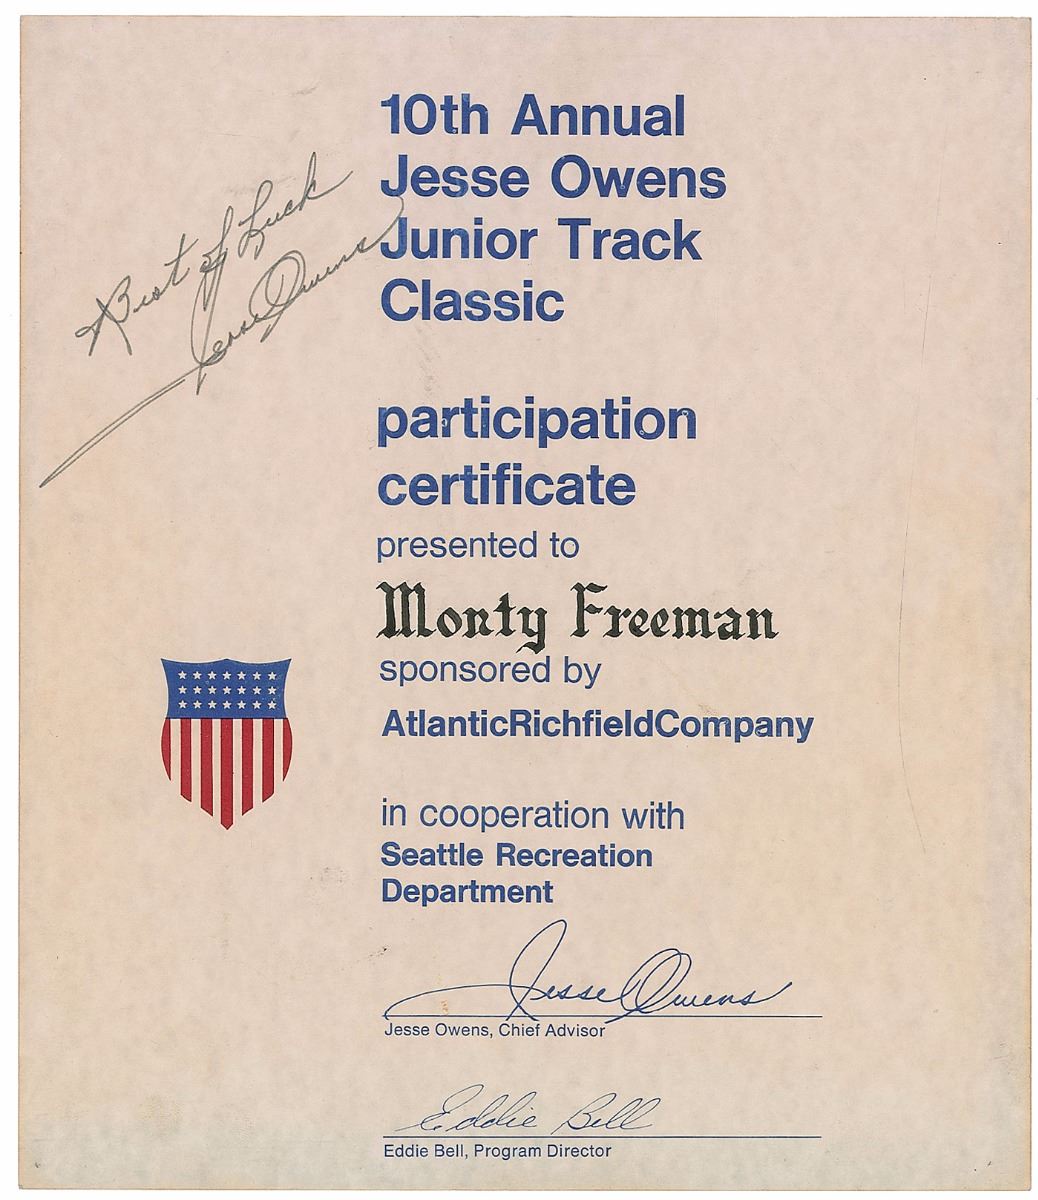 10th Annual
Jesse Owens
Junior Track
Classic
Best of Luck
Jesse Owens
participation
certificate
presented to
Monty Freeman
sponsored by
AtlanticRichfieldCompany
in cooperation with
Seattle Recreation
Department
Jesse Owens
Jesse Owens, Chief Advisor
Eddie Bell
Eddie Bell, Program Director